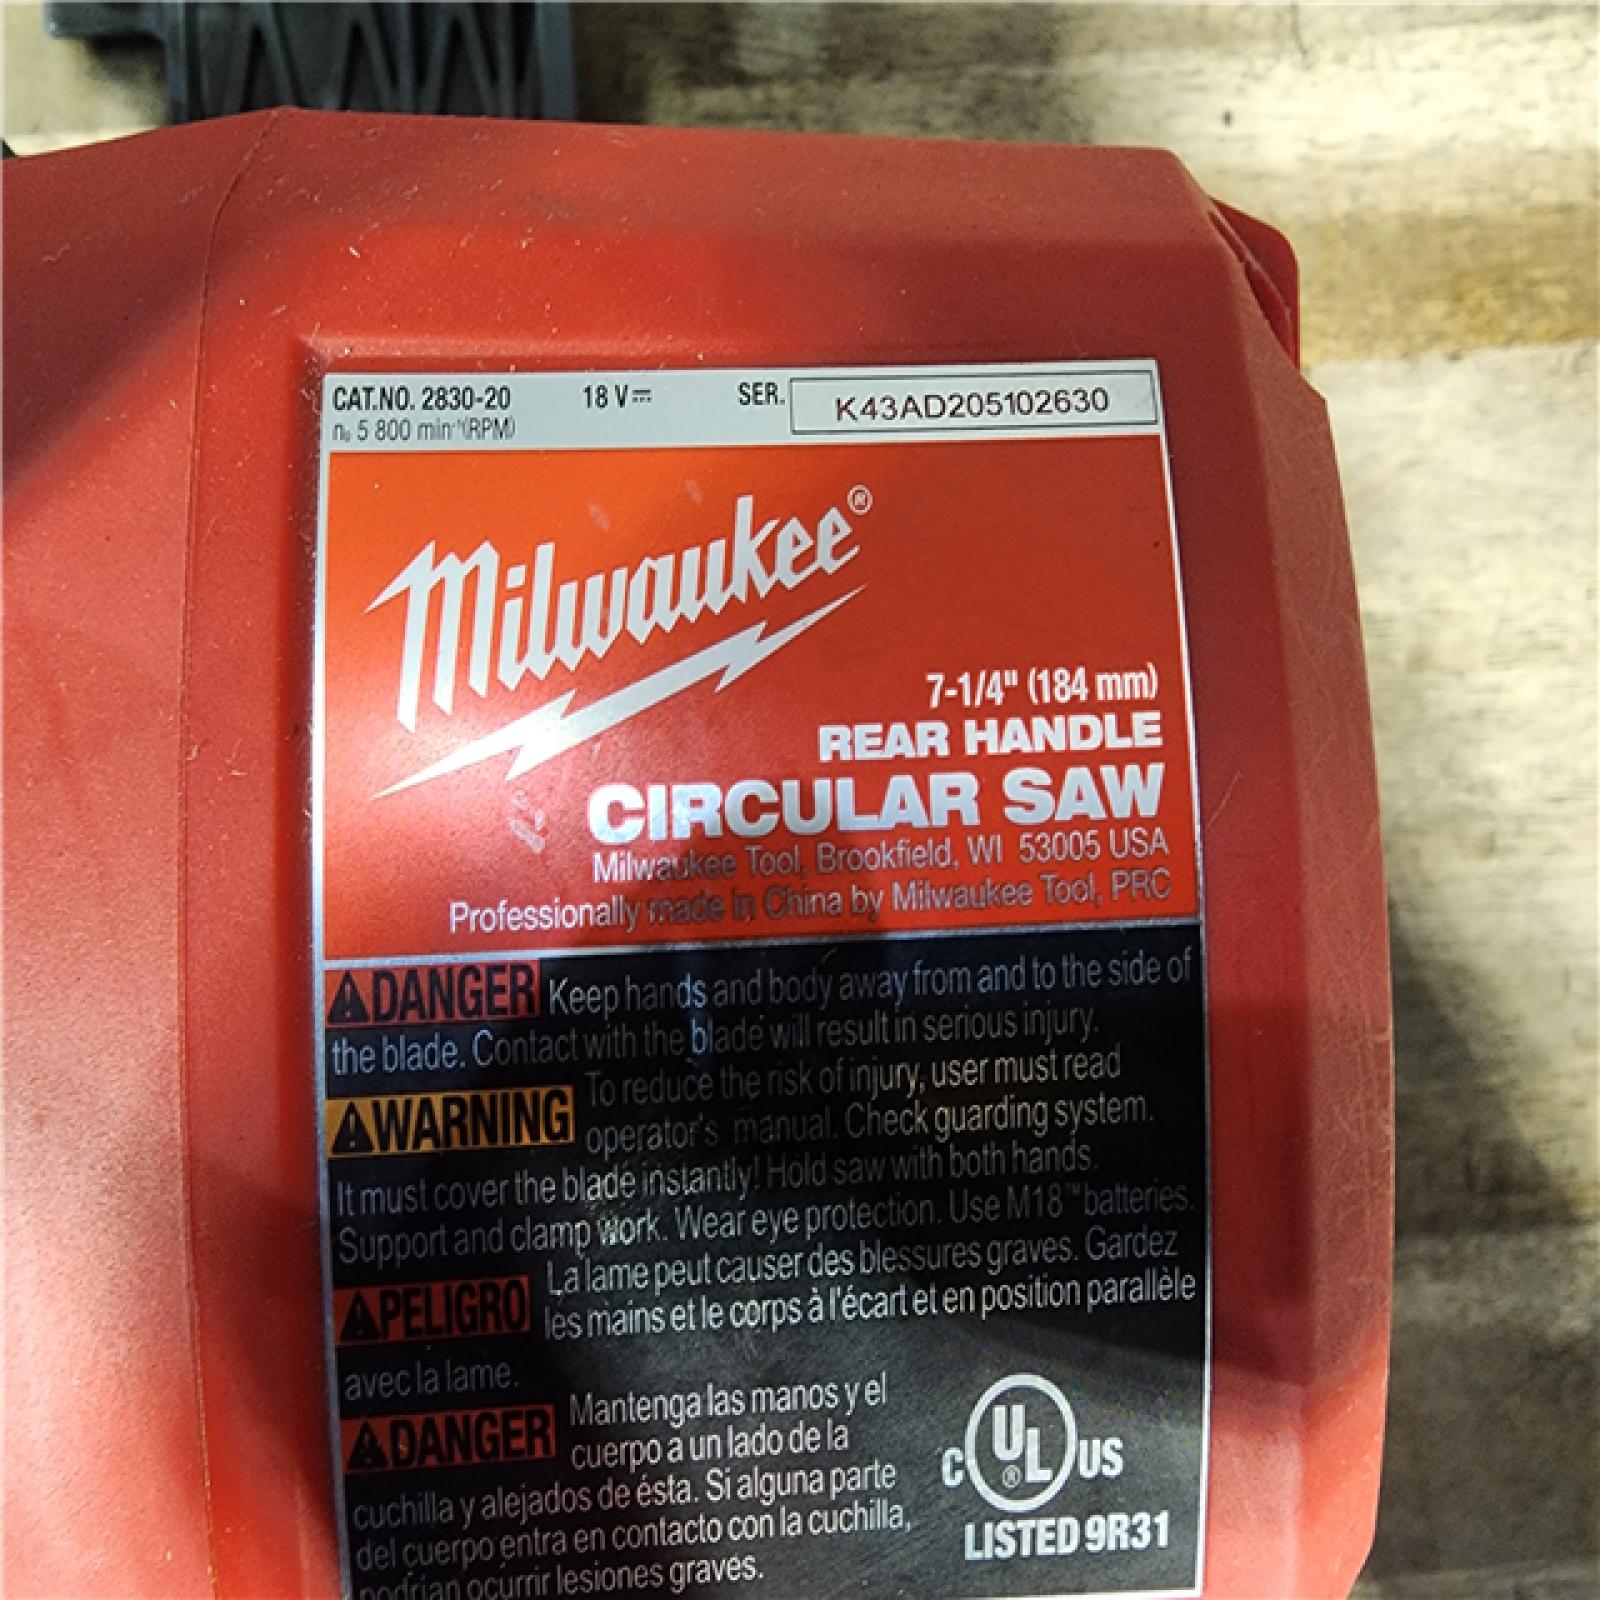 CAT.NO. 2830-20 18 V⎓ SER. K43AD205102630
n₀ 5 800 min⁻¹(RPM)
Milwaukee®
7-1/4" (184 mm)
REAR HANDLE
CIRCULAR SAW
Milwaukee Tool, Brookfield, WI 53005 USA
Professionally made in China by Milwaukee Tool, PRC
⚠DANGER Keep hands and body away from and to the side of
the blade. Contact with the blade will result in serious injury.
⚠WARNING To reduce the risk of injury, user must read
operator's manual. Check guarding system.
It must cover the blade instantly! Hold saw with both hands.
Support and clamp work. Wear eye protection. Use M18™ batteries.
⚠PELIGRO La lame peut causer des blessures graves. Gardez
les mains et le corps à l'écart et en position parallèle
avec la lame.
⚠DANGER Mantenga las manos y el
cuerpo a un lado de la
cuchilla y alejados de ésta. Si alguna parte
del cuerpo entra en contacto con la cuchilla,
podrían ocurrir lesiones graves.
C UL® US
LISTED 9R31